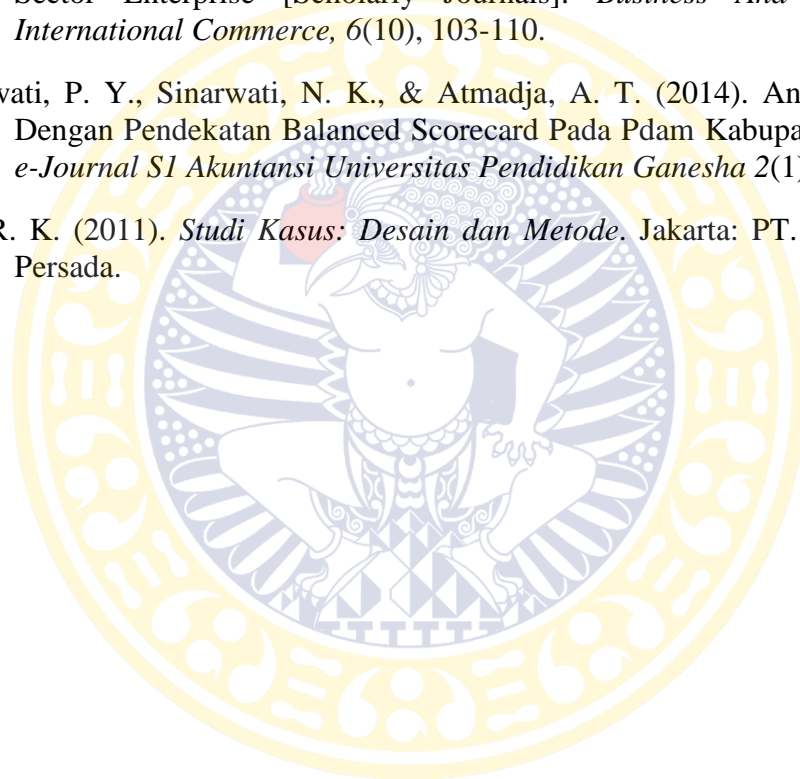 Sector Enterprise [Scholarly Journals]. Business And
International Commerce, 6(10), 103-110.
wati, P. Y., Sinarwati, N. K., & Atmadja, A. T. (2014). An
Dengan Pendekatan Balanced Scorecard Pada Pdam Kabupa
e-Journal S1 Akuntansi Universitas Pendidikan Ganesha 2(1)
R. K. (2011). Studi Kasus: Desain dan Metode. Jakarta: PT.
Persada.